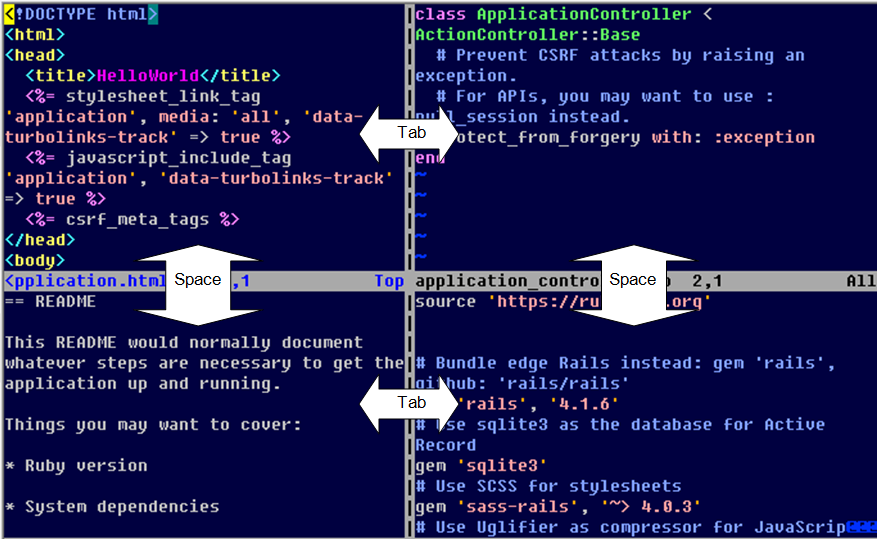 <!DOCTYPE html>
<html>
<head>
  <title>HelloWorld</title>
  <%= stylesheet_link_tag
'application', media: 'all', 'data-
turbolinks-track' => true %>
  <%= javascript_include_tag
'application', 'data-turbolinks-track'
=> true %>
  <%= csrf_meta_tags %>
</head>
<body>
<pplication.html ,1 Top
class ApplicationController <
ActionController::Base
  # Prevent CSRF attacks by raising an
exception.
  # For APIs, you may want to use :
_session instead.
otect_from_forgery with: :exception
end
~
~
~
~
application_contro 2,1 All
Tab
Space
Space
== README

This README would normally document
whatever steps are necessary to get the
application up and running.

Things you may want to cover:

* Ruby version

* System dependencies
source 'https://ru .org'

# Bundle edge Rails instead: gem 'rails',
github: 'rails/rails'
'rails', '4.1.6'
# Use sqlite3 as the database for Active
Record
gem 'sqlite3'
# Use SCSS for stylesheets
gem 'sass-rails', '~> 4.0.3'
# Use Uglifier as compressor for JavaScrip@@@
Tab